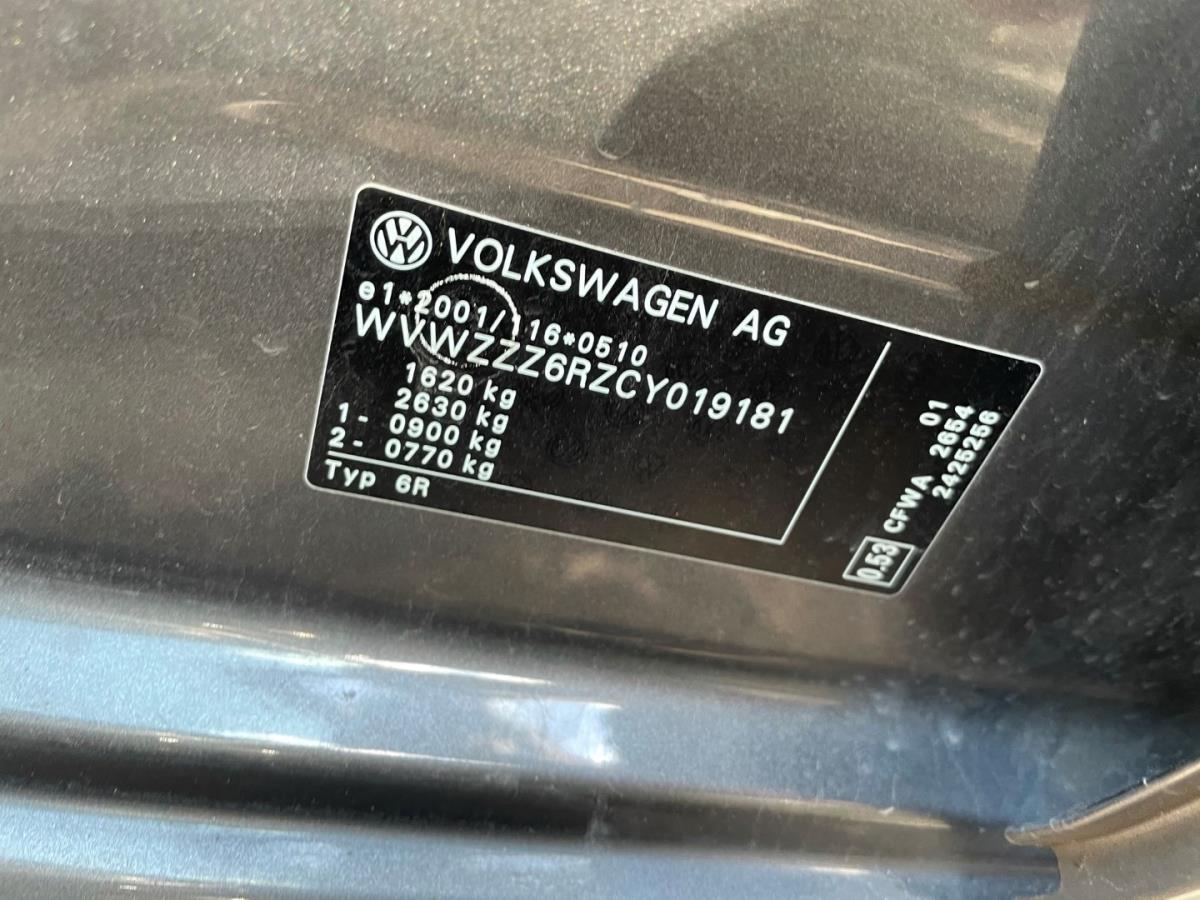 VOLKSWAGEN AG
e1*2001/116*0510
WVWZZZ6RZCY019181
1620 kg
2630 kg
1- 0900 kg
2- 0770 kg
Typ 6R
01
CFWA 2654
2425256
0.53